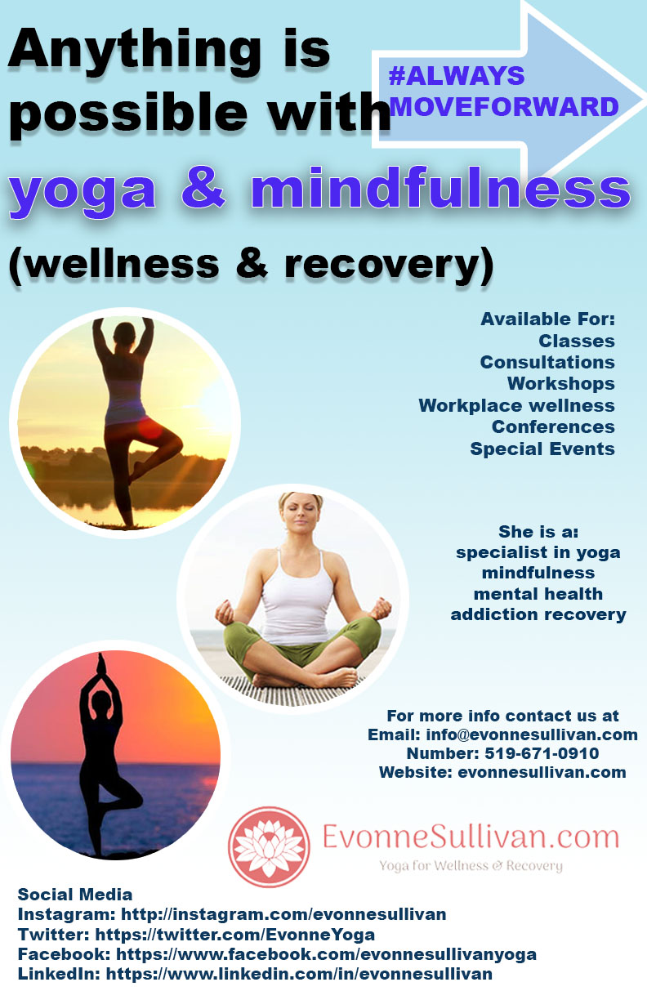 Anything is
possible with
#ALWAYS
MOVEFORWARD
yoga & mindfulness
(wellness & recovery)
Available For:
Classes
Consultations
Workshops
Workplace wellness
Conferences
Special Events
She is a:
specialist in yoga
mindfulness
mental health
addiction recovery
For more info contact us at
Email: info@evonnesullivan.com
Number: 519-671-0910
Website: evonnesullivan.com
EvonneSullivan.com
Yoga for Wellness & Recovery
Social Media
Instagram: http://instagram.com/evonnesullivan
Twitter: https://twitter.com/EvonneYoga
Facebook: https://www.facebook.com/evonnesullivanyoga
LinkedIn: https://www.linkedin.com/in/evonnesullivan